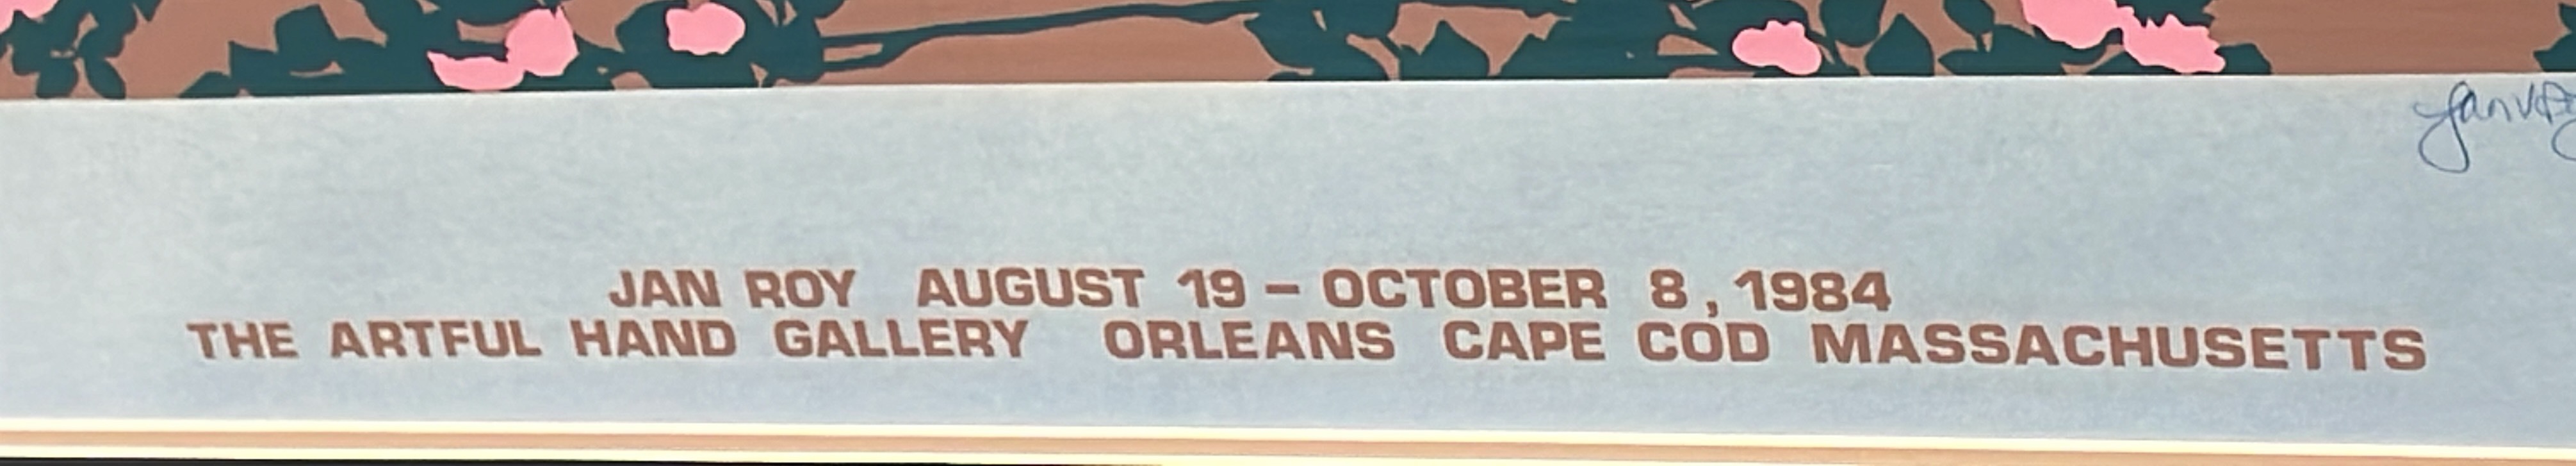 JAN ROY AUGUST 19 – OCTOBER 8, 1984
THE ARTFUL HAND GALLERY ORLEANS CAPE COD MASSACHUSETTS